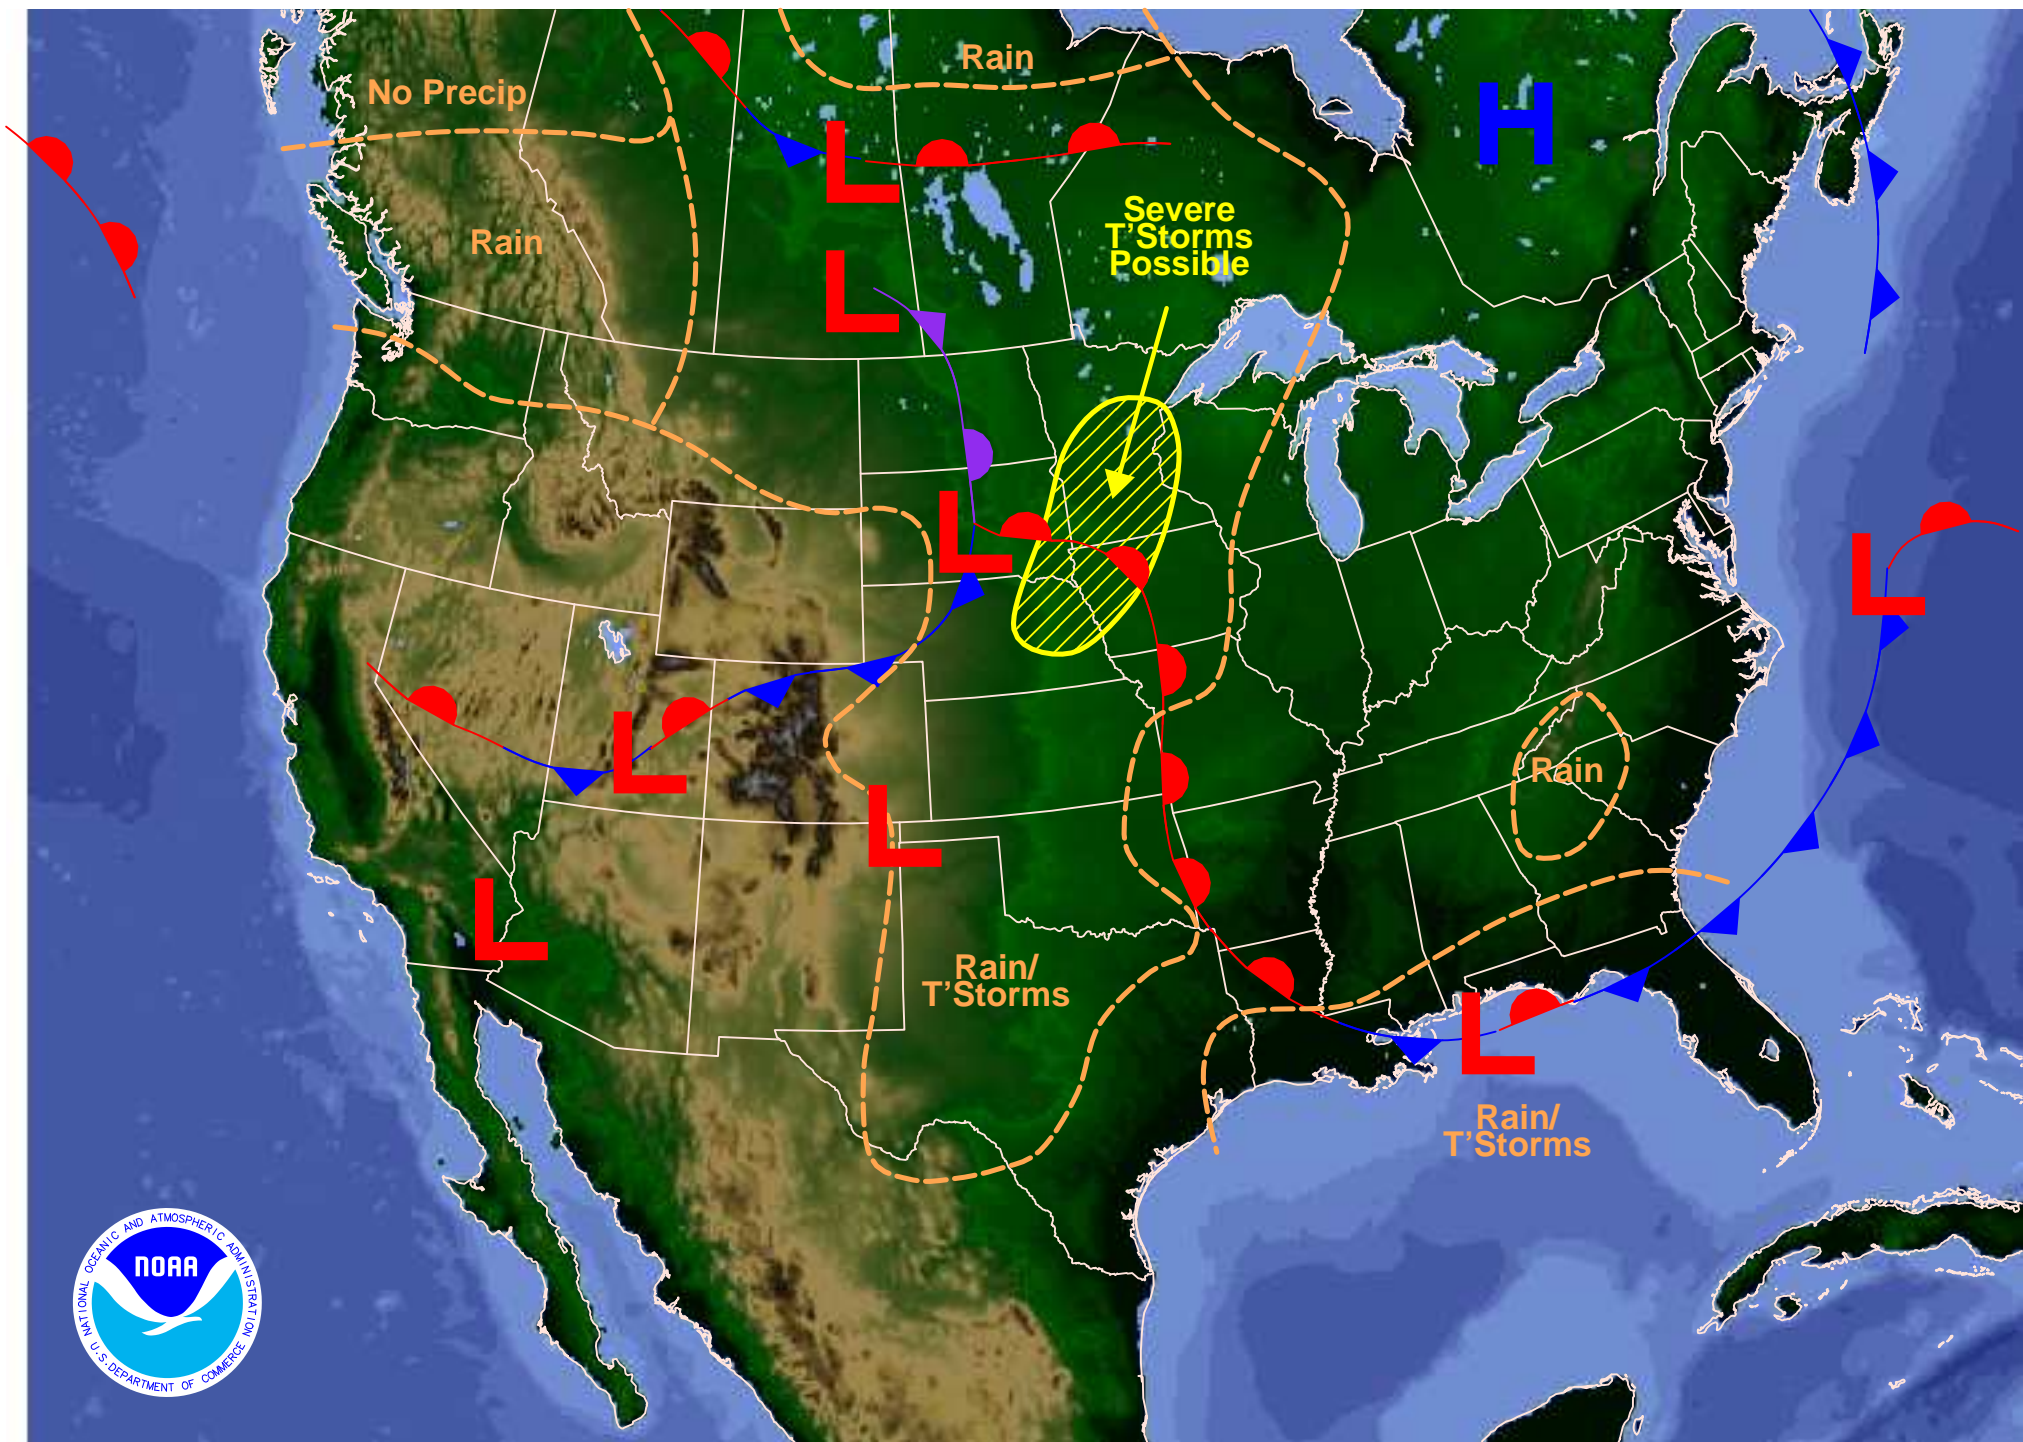 Rain
No Precip
Severe
T'Storms
Possible
Rain
Rain
Rain/
T'Storms
Rain/
T'Storms
H
L
L
L
L
L
L
L
L
NATIONAL OCEANIC AND ATMOSPHERIC ADMINISTRATION
NOAA
U.S. DEPARTMENT OF COMMERCE